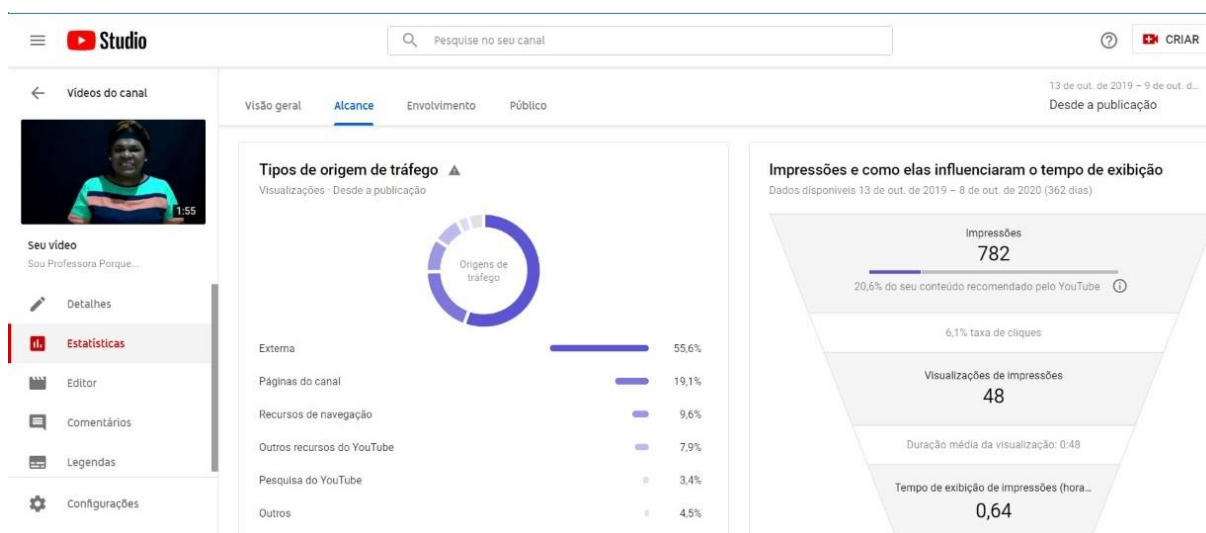 Studio
Pesquise no seu canal
CRIAR
Vídeos do canal
1:55
Seu vídeo
Sou Professora Porque...
Detalhes
Estatísticas
Editor
Comentários
Legendas
Configurações
Visão geral
Alcance
Envolvimento
Público
13 de out. de 2019 – 9 de out. d...
Desde a publicação
Tipos de origem de tráfego
Visualizações · Desde a publicação
Origens de
tráfego
Externa 55,6%
Páginas do canal 19,1%
Recursos de navegação 9,6%
Outros recursos do YouTube 7,9%
Pesquisa do YouTube 3,4%
Outros 4,5%
Impressões e como elas influenciaram o tempo de exibição
Dados disponíveis 13 de out. de 2019 – 8 de out. de 2020 (362 dias)
Impressões
782
20,6% do seu conteúdo recomendado pelo YouTube
6,1% taxa de cliques
Visualizações de impressões
48
Duração média da visualização: 0:48
Tempo de exibição de impressões (hora...
0,64